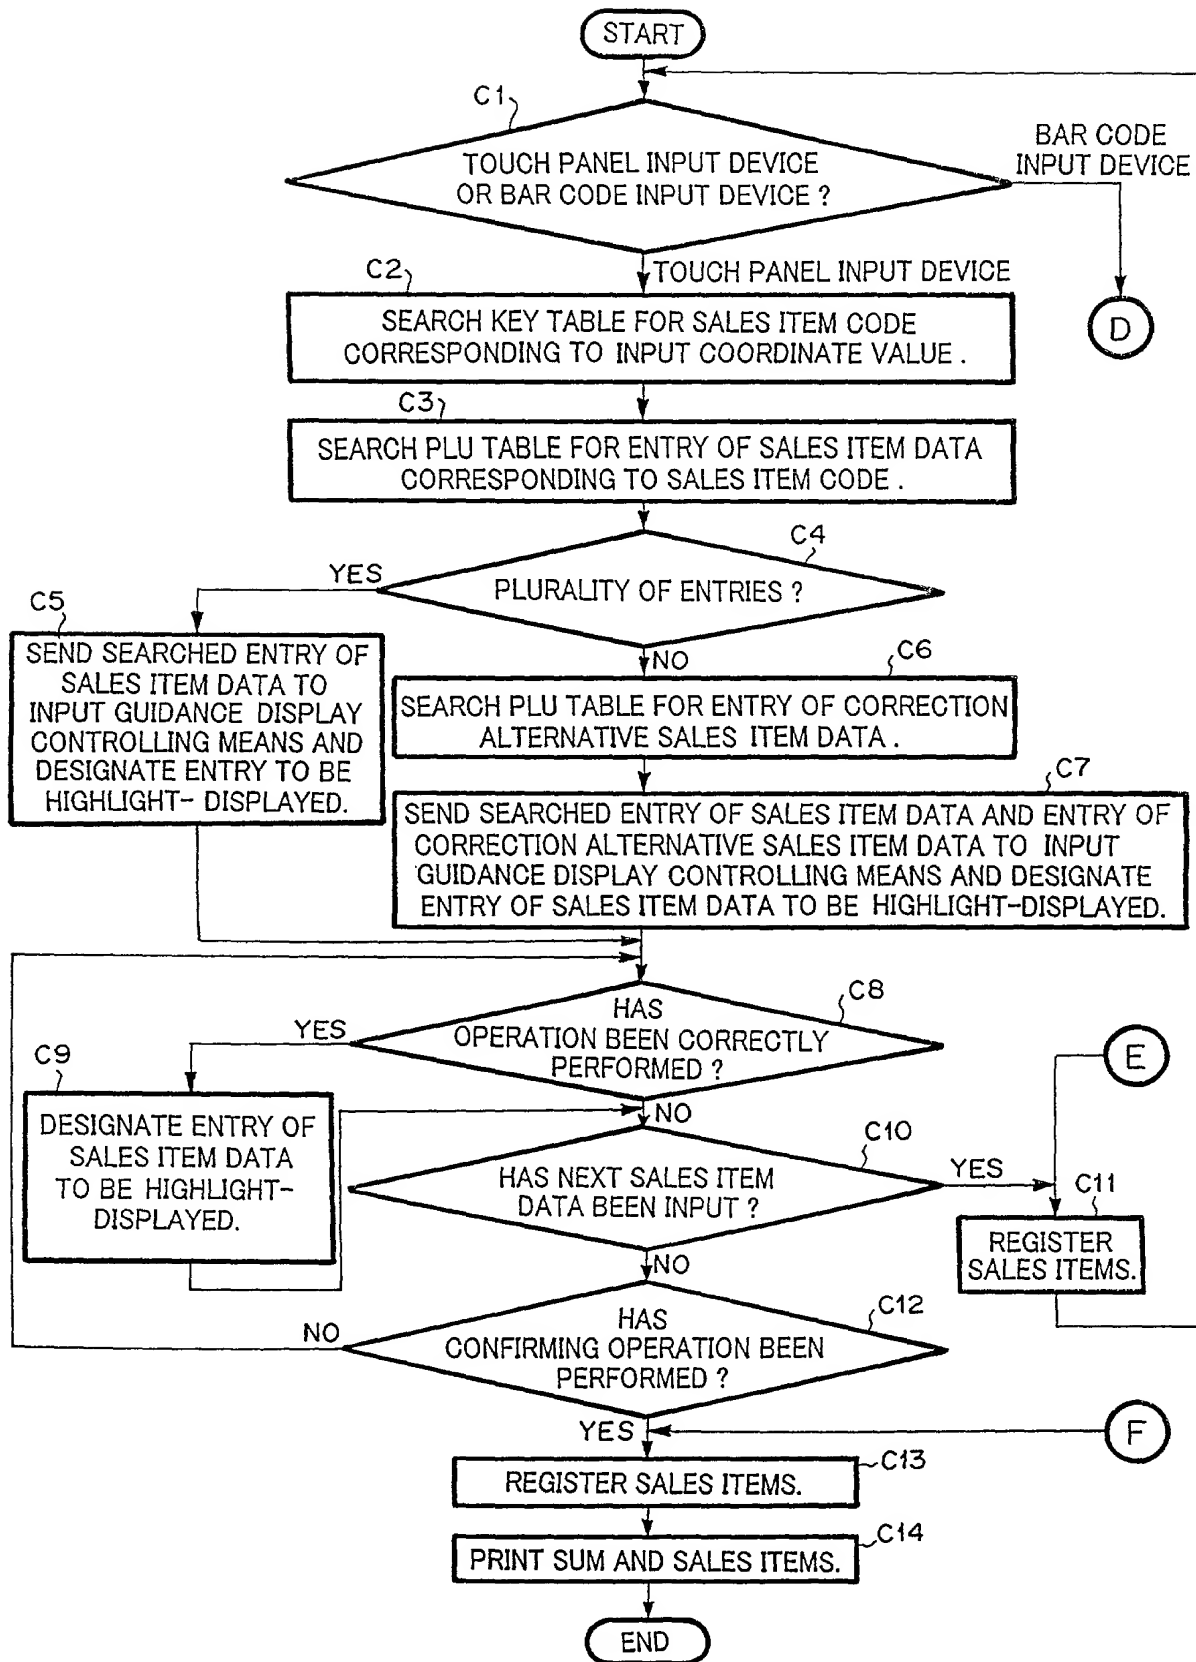 START
C1
TOUCH PANEL INPUT DEVICE
OR BAR CODE INPUT DEVICE ?
BAR CODE
INPUT DEVICE
TOUCH PANEL INPUT DEVICE
D
C2
SEARCH KEY TABLE FOR SALES ITEM CODE
CORRESPONDING TO INPUT COORDINATE VALUE .
C3
SEARCH PLU TABLE FOR ENTRY OF SALES ITEM DATA
CORRESPONDING TO SALES ITEM CODE .
C4
PLURALITY OF ENTRIES ?
YES
NO
C5
SEND SEARCHED ENTRY OF
SALES ITEM DATA TO
INPUT GUIDANCE DISPLAY
CONTROLLING MEANS AND
DESIGNATE ENTRY TO BE
HIGHLIGHT- DISPLAYED.
C6
SEARCH PLU TABLE FOR ENTRY OF CORRECTION
ALTERNATIVE SALES ITEM DATA .
C7
SEND SEARCHED ENTRY OF SALES ITEM DATA AND ENTRY OF
CORRECTION ALTERNATIVE SALES ITEM DATA TO INPUT
GUIDANCE DISPLAY CONTROLLING MEANS AND DESIGNATE
ENTRY OF SALES ITEM DATA TO BE HIGHLIGHT-DISPLAYED.
C8
HAS
OPERATION BEEN CORRECTLY
PERFORMED ?
YES
NO
C9
DESIGNATE ENTRY OF
SALES ITEM DATA
TO BE HIGHLIGHT-
DISPLAYED.
E
C10
HAS NEXT SALES ITEM
DATA BEEN INPUT ?
YES
NO
C11
REGISTER
SALES ITEMS.
C12
HAS
CONFIRMING OPERATION BEEN
PERFORMED ?
NO
YES
F
C13
REGISTER SALES ITEMS.
C14
PRINT SUM AND SALES ITEMS.
END